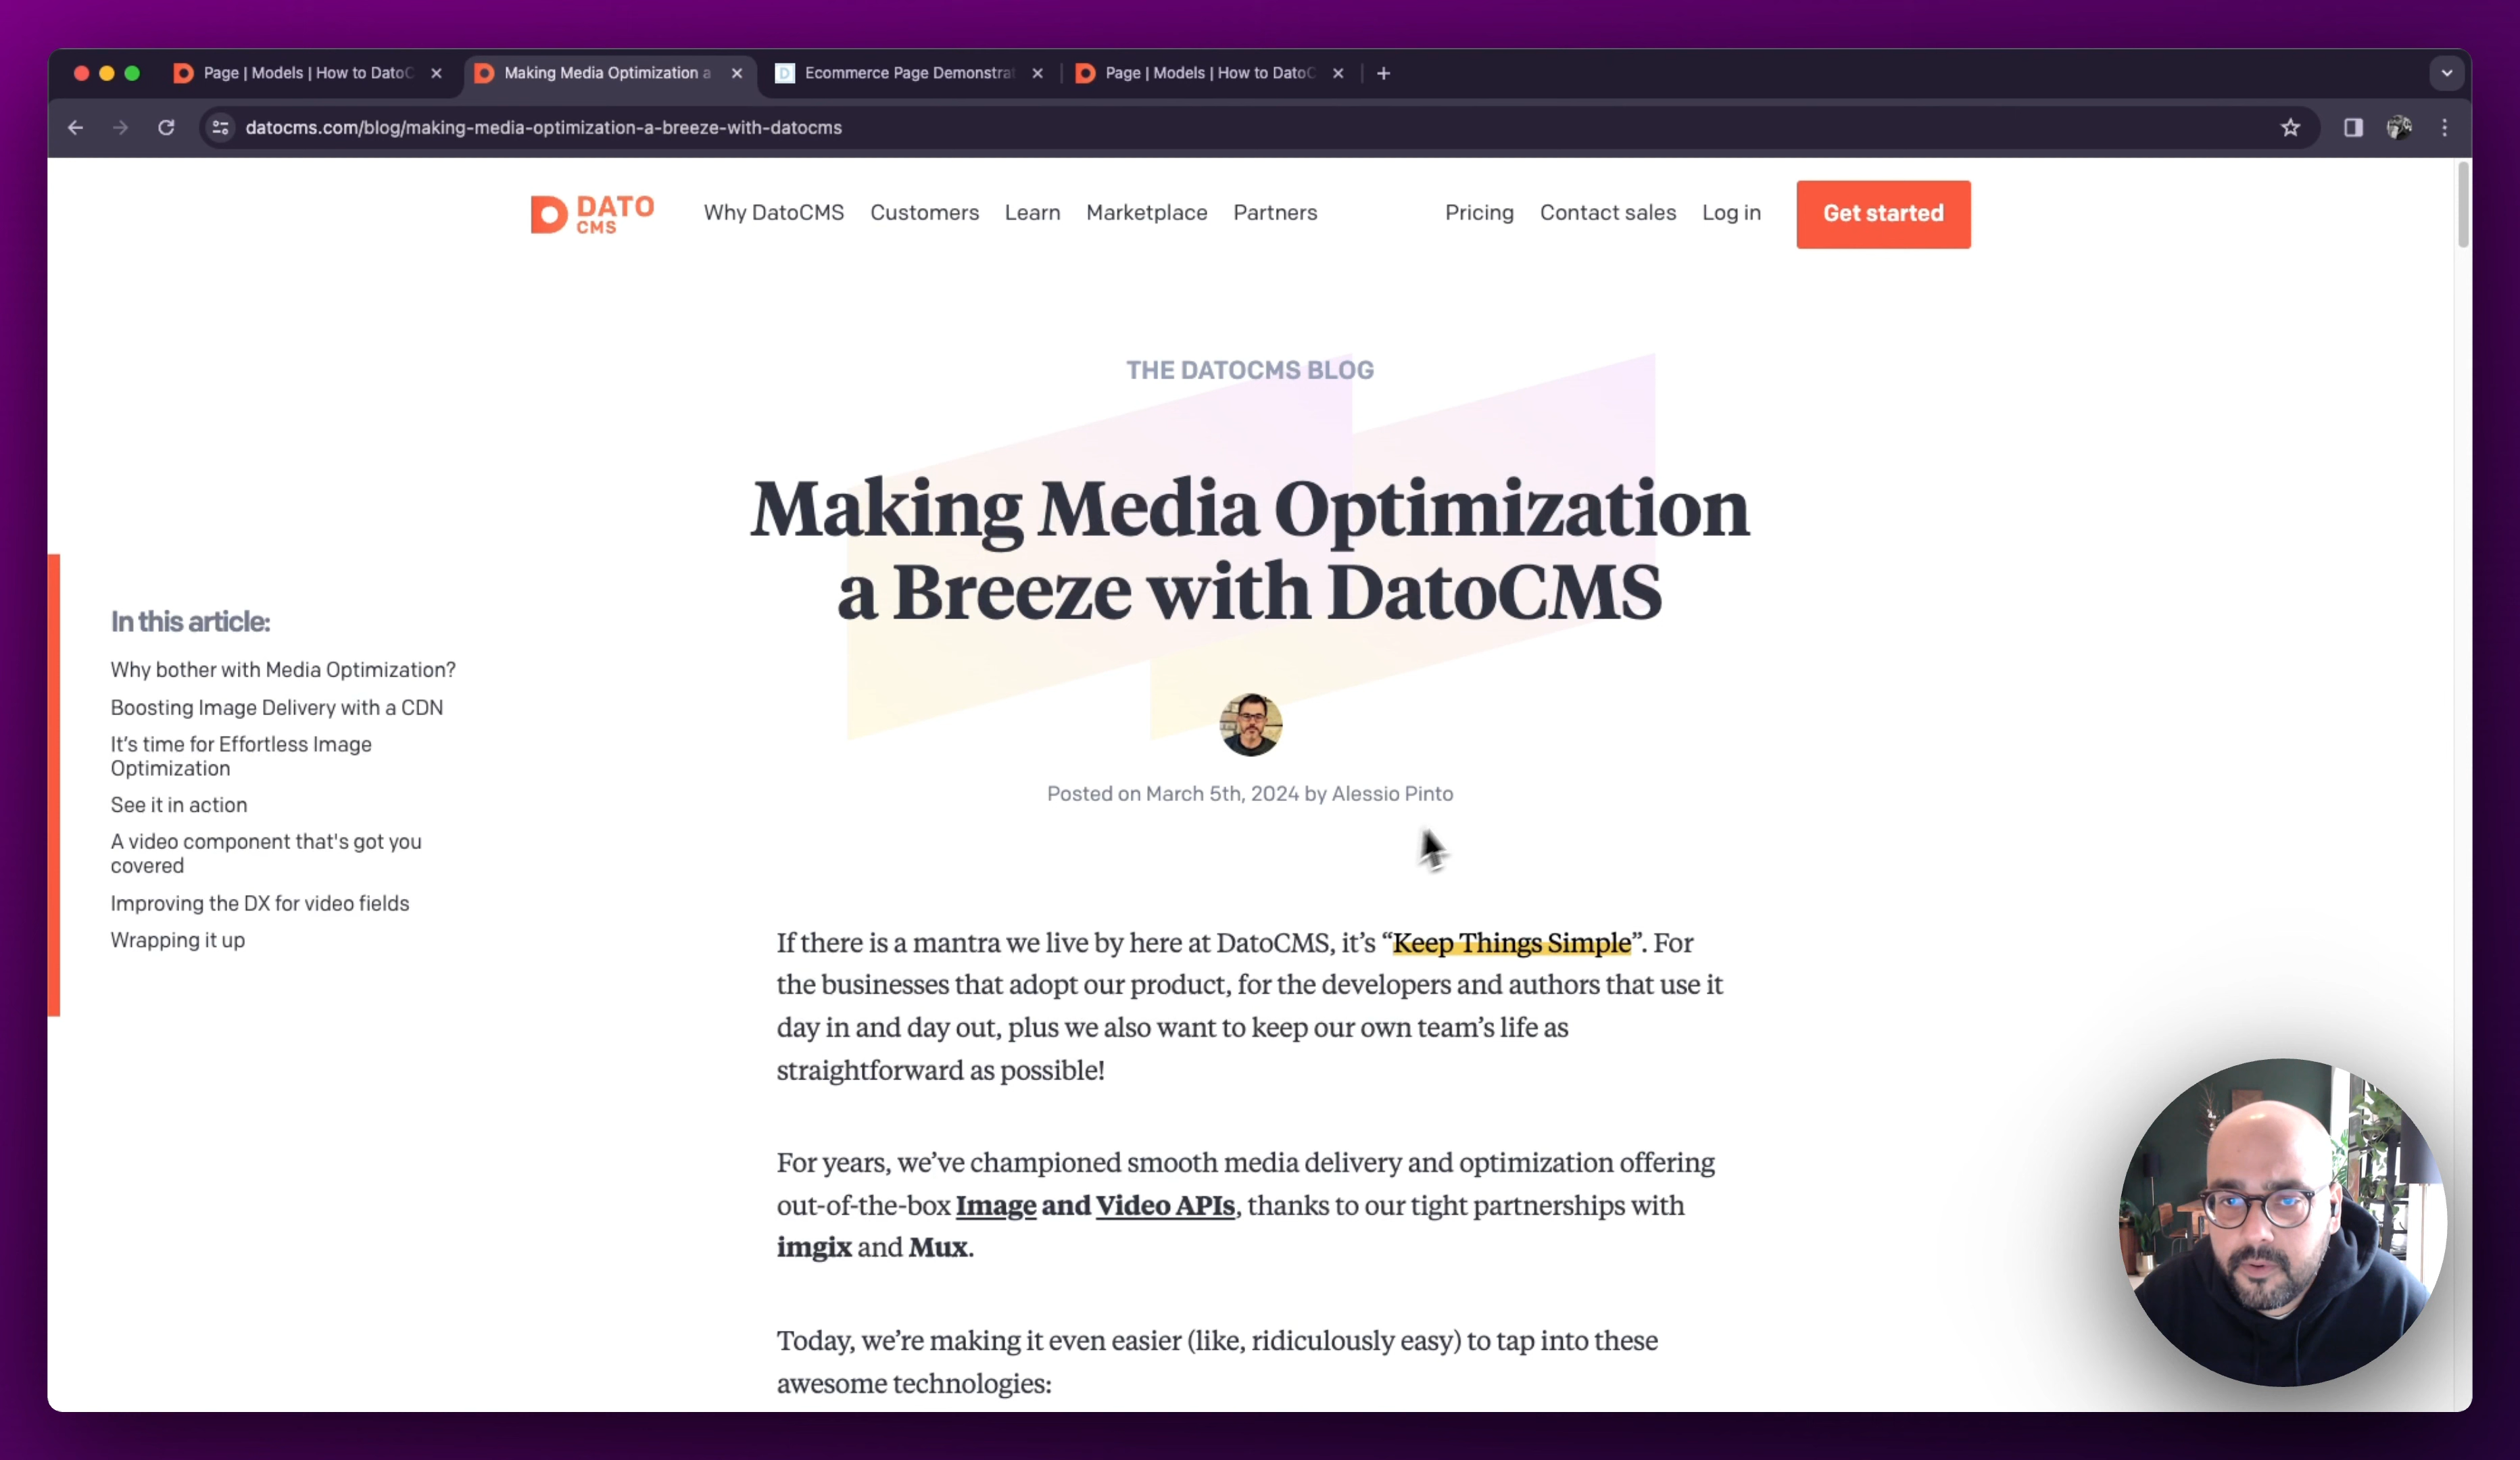 Page | Models | How to DatoC
Making Media Optimization a
Ecommerce Page Demonstrat
Page | Models | How to DatoC
datocms.com/blog/making-media-optimization-a-breeze-with-datocms
DATO
CMS
Why DatoCMS
Customers
Learn
Marketplace
Partners
Pricing
Contact sales
Log in
Get started
THE DATOCMS BLOG
Making Media Optimization
a Breeze with DatoCMS
Posted on March 5th, 2024 by Alessio Pinto
In this article:
Why bother with Media Optimization?
Boosting Image Delivery with a CDN
It’s time for Effortless Image
Optimization
See it in action
A video component that's got you
covered
Improving the DX for video fields
Wrapping it up
If there is a mantra we live by here at DatoCMS, it’s “Keep Things Simple”. For
the businesses that adopt our product, for the developers and authors that use it
day in and day out, plus we also want to keep our own team’s life as
straightforward as possible!
For years, we’ve championed smooth media delivery and optimization offering
out-of-the-box Image and Video APIs, thanks to our tight partnerships with
imgix and Mux.
Today, we’re making it even easier (like, ridiculously easy) to tap into these
awesome technologies: